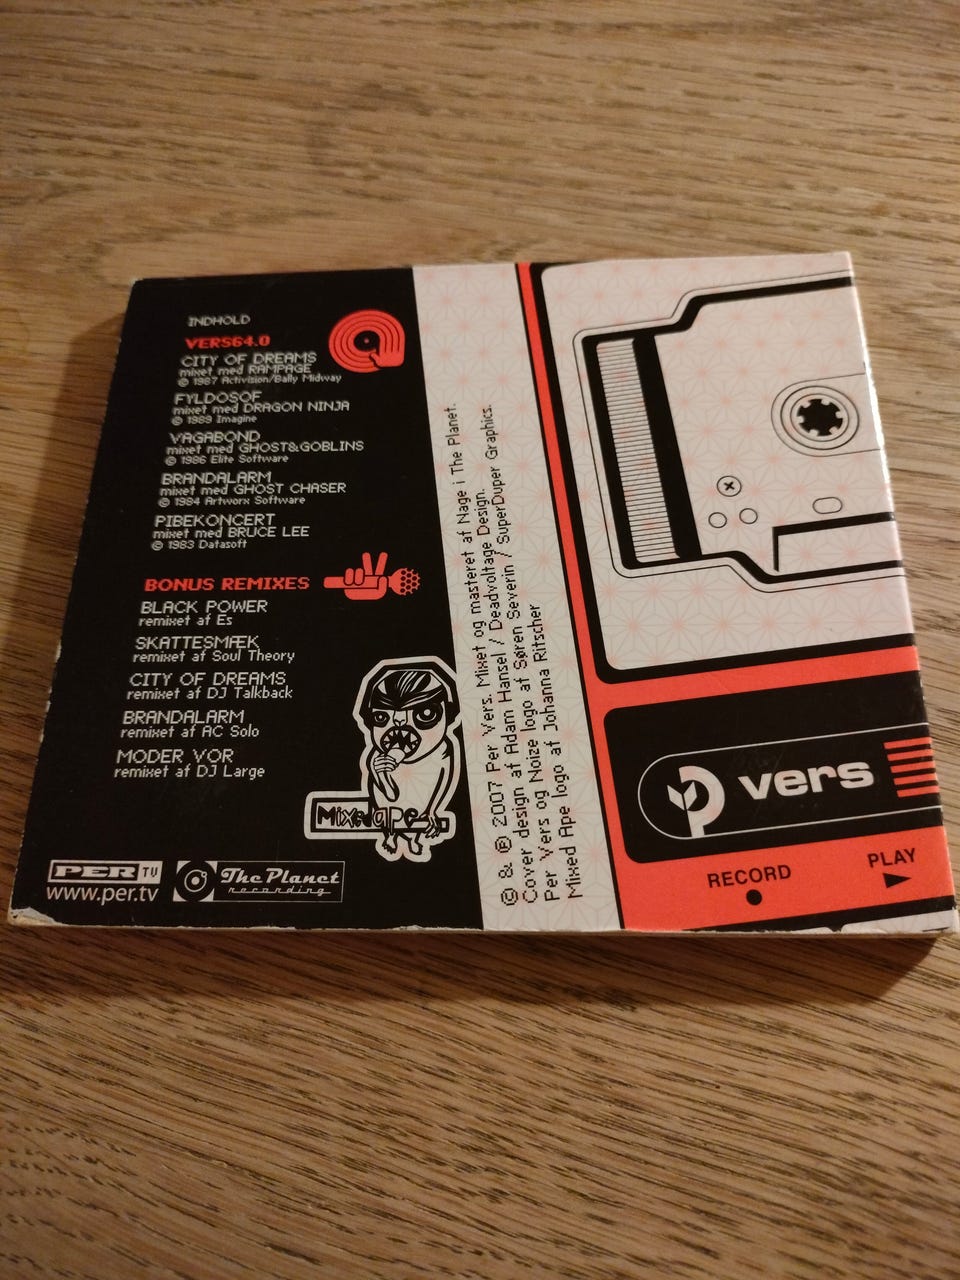 INDHOLD
VERS64.0
CITY OF DREAMS
mixet med RAMPAGE
© 1987 Activision/Bally Midway
FYLDOSOF
mixet med DRAGON NINJA
© 1989 Imagine
VAGABOND
mixet med GHOST&GOBLINS
© 1986 Elite Software
BRANDALARM
mixet med GHOST CHASER
© 1984 Artworx Software
PIBEKONCERT
mixet med BRUCE LEE
© 1983 Datasoft
BONUS REMIXES
BLACK POWER
remixet af Es
SKATTESMÆK
remixet af Soul Theory
CITY OF DREAMS
remixet af DJ Talkback
BRANDALARM
remixet af AC Solo
MODER VOR
remixet af DJ Large
Mixedape
PER TV
www.per.tv
The Planet
recording
© & ℗ 2007 Per Vers. Mixet og masteret af Nage i The Planet.
Cover design af Adam Hansel / Deadvoltage Design.
Per Vers og Noize logo af Søren Severin / SuperDuper Graphics.
Mixed Ape logo af Johanna Ritscher
vers
RECORD
PLAY